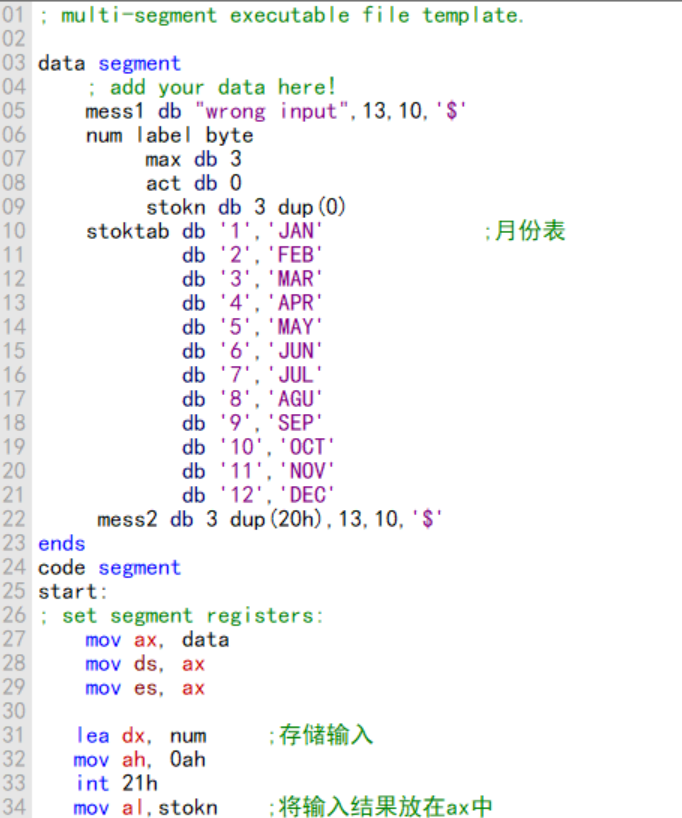 01 ; multi-segment executable file template.
02
03 data segment
04     ; add your data here!
05     mess1 db "wrong input",13,10,'$'
06     num label byte
07          max db 3
08          act db 0
09          stokn db 3 dup(0)
10     stoktab db '1','JAN'              ;月份表
11             db '2','FEB'
12             db '3','MAR'
13             db '4','APR'
14             db '5','MAY'
15             db '6','JUN'
16             db '7','JUL'
17             db '8','AGU'
18             db '9','SEP'
19             db '10','OCT'
20             db '11','NOV'
21             db '12','DEC'
22      mess2 db 3 dup(20h),13,10,'$'
23 ends
24 code segment
25 start:
26 ; set segment registers:
27     mov ax, data
28     mov ds, ax
29     mov es, ax
30
31    lea dx, num     ;存储输入
32    mov ah, 0ah
33    int 21h
34    mov al,stokn    ;将输入结果放在ax中